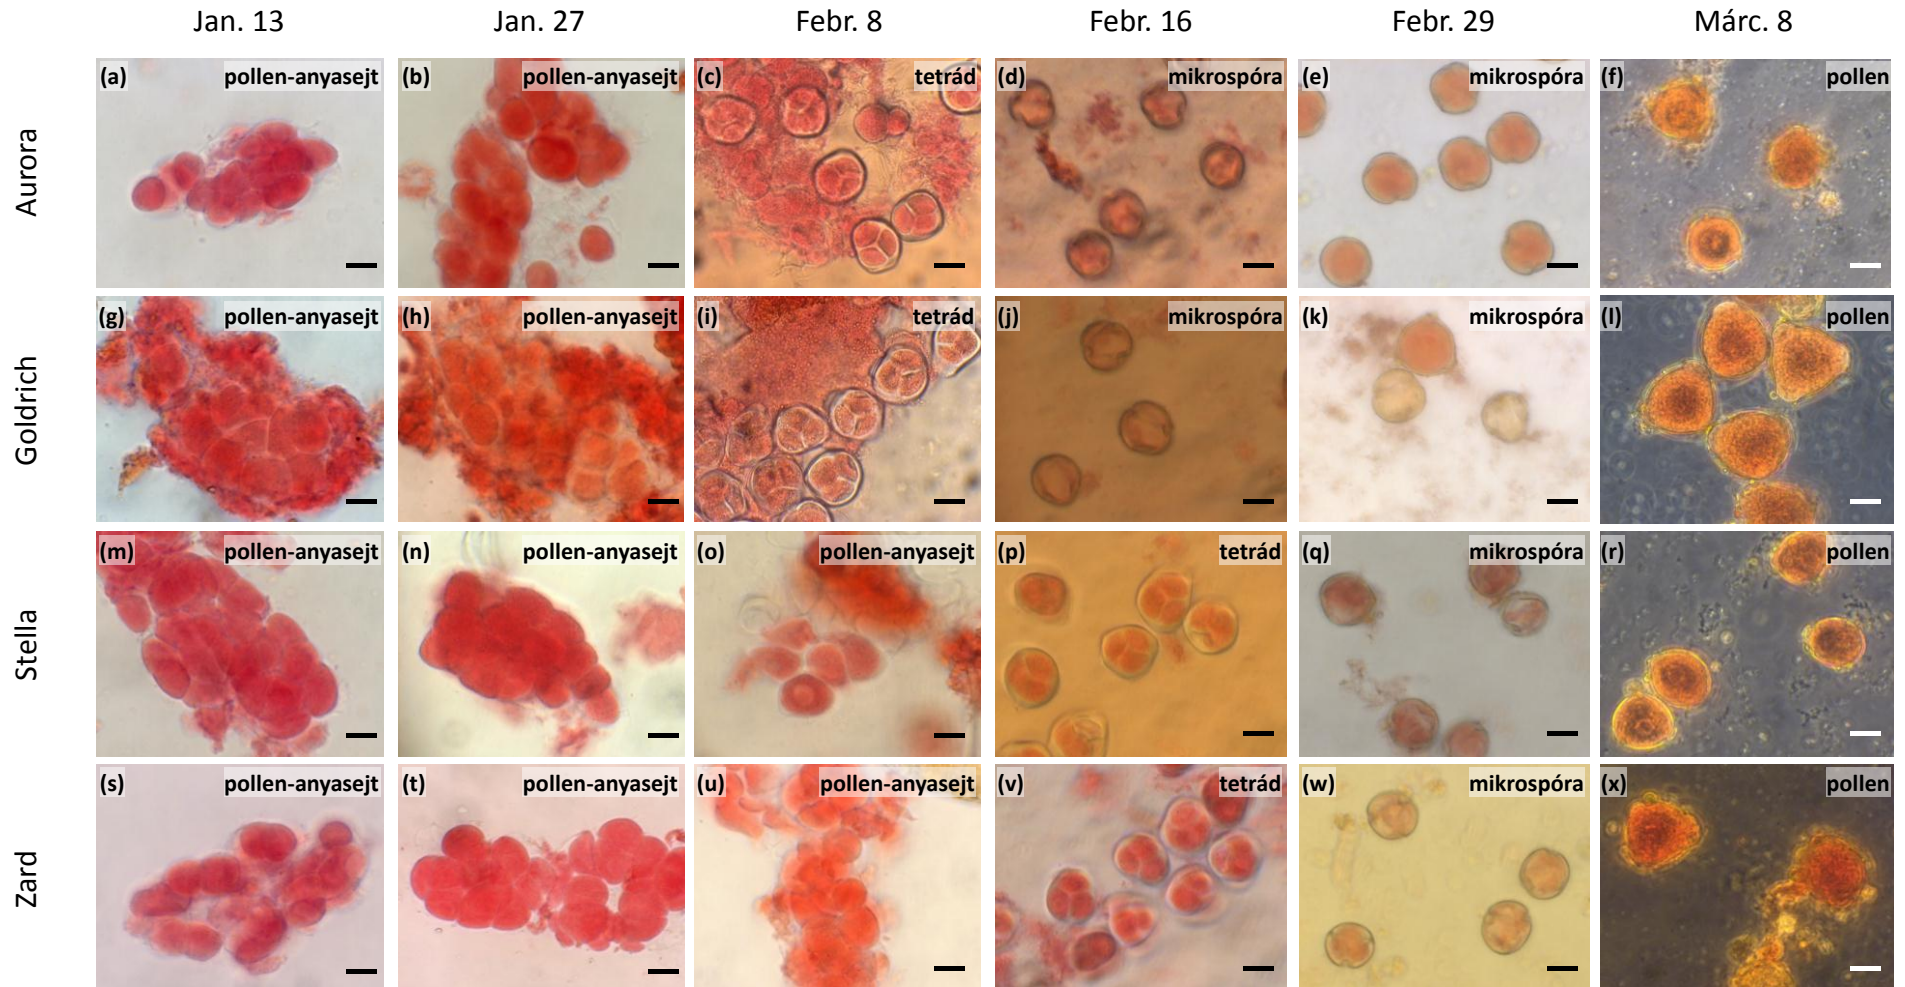 Jan. 13 Jan. 27 Febr. 8 Febr. 16 Febr. 29 Márc. 8
Aurora
(a) pollen-anyasejt (b) pollen-anyasejt (c) tetrád (d) mikrospóra (e) mikrospóra (f) pollen
Goldrich
(g) pollen-anyasejt (h) pollen-anyasejt (i) tetrád (j) mikrospóra (k) mikrospóra (l) pollen
Stella
(m) pollen-anyasejt (n) pollen-anyasejt (o) pollen-anyasejt (p) tetrád (q) mikrospóra (r) pollen
Zard
(s) pollen-anyasejt (t) pollen-anyasejt (u) pollen-anyasejt (v) tetrád (w) mikrospóra (x) pollen